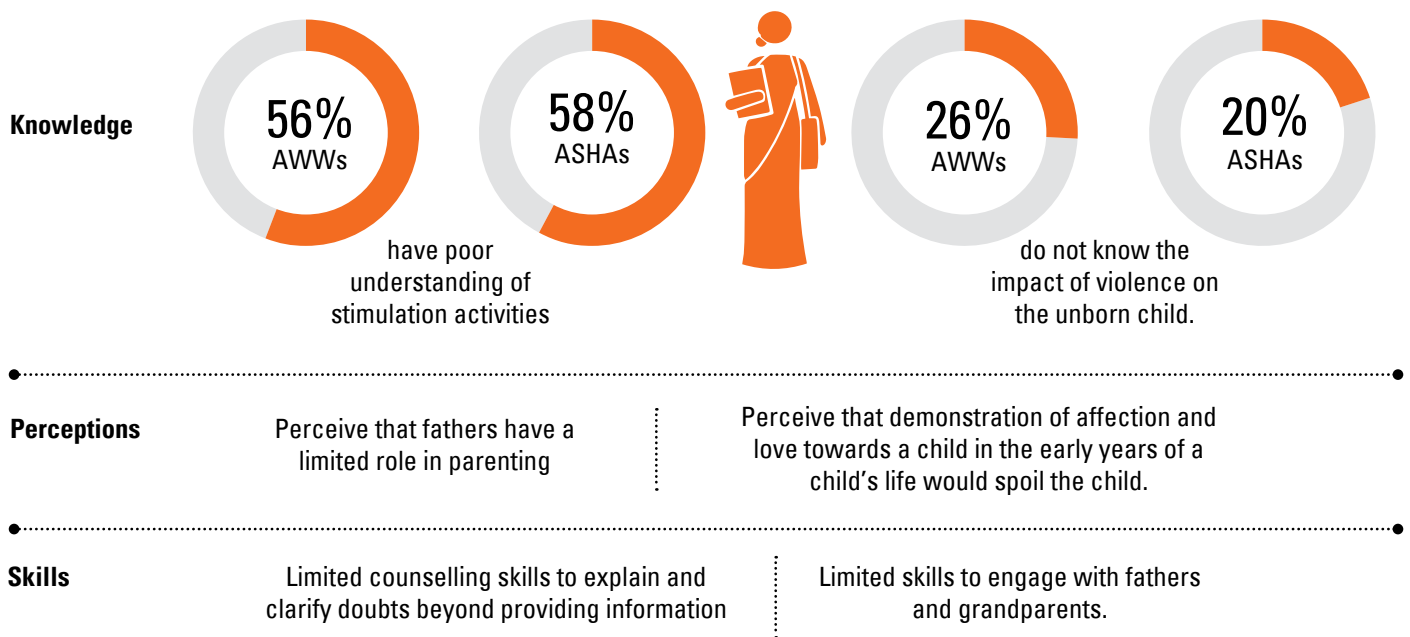 Knowledge
56%
AWWs
58%
ASHAs
have poor
understanding of
stimulation activities
26%
AWWs
20%
ASHAs
do not know the
impact of violence on
the unborn child.
Perceptions
Perceive that fathers have a
limited role in parenting
Perceive that demonstration of affection and
love towards a child in the early years of a
child's life would spoil the child.
Skills
Limited counselling skills to explain and
clarify doubts beyond providing information
Limited skills to engage with fathers
and grandparents.